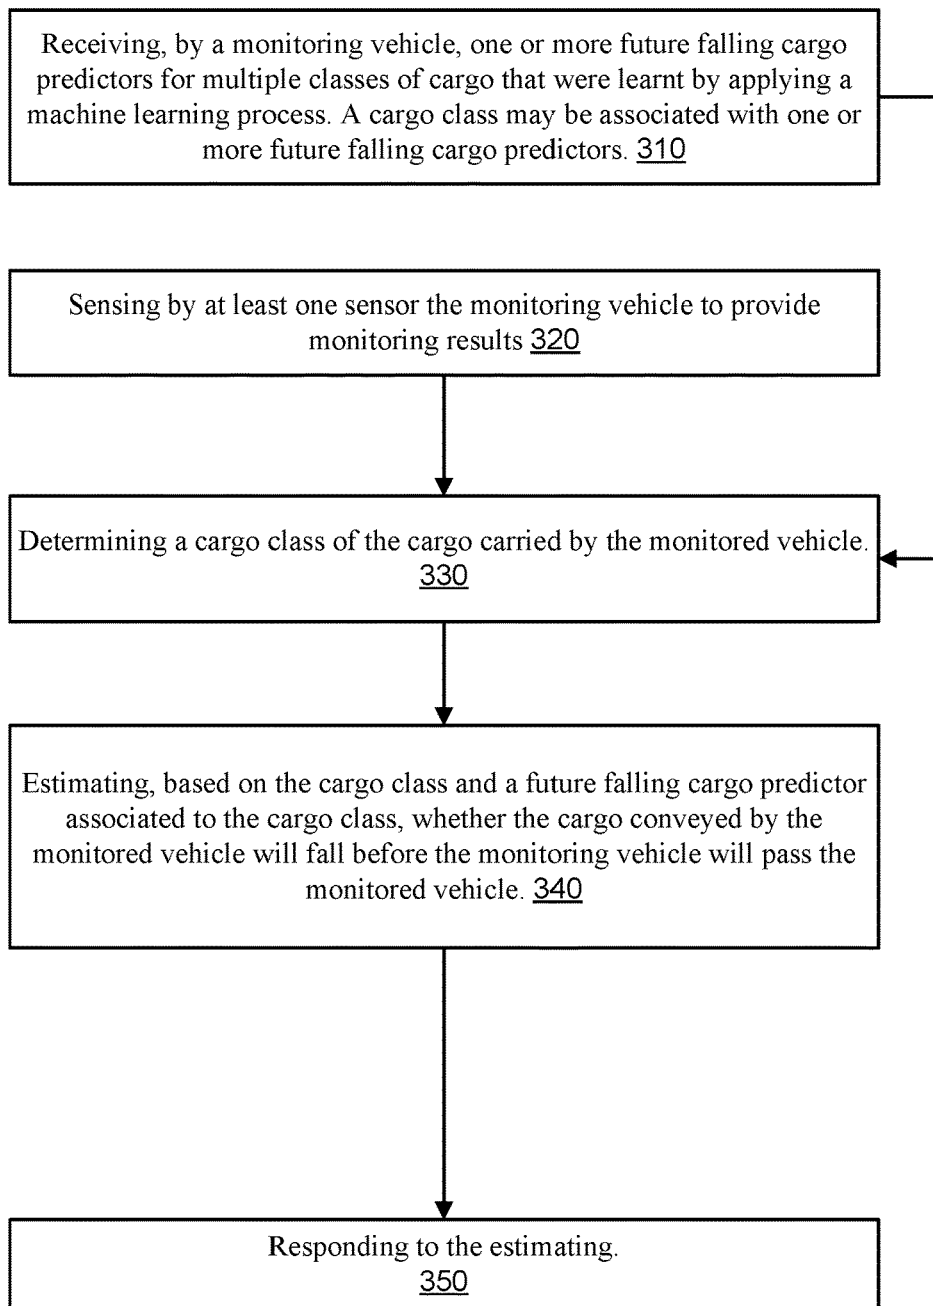 Receiving, by a monitoring vehicle, one or more future falling cargo
predictors for multiple classes of cargo that were learnt by applying a
machine learning process. A cargo class may be associated with one or
more future falling cargo predictors. 310
Sensing by at least one sensor the monitoring vehicle to provide
monitoring results 320
Determining a cargo class of the cargo carried by the monitored vehicle.
330
Estimating, based on the cargo class and a future falling cargo predictor
associated to the cargo class, whether the cargo conveyed by the
monitored vehicle will fall before the monitoring vehicle will pass the
monitored vehicle. 340
Responding to the estimating.
350